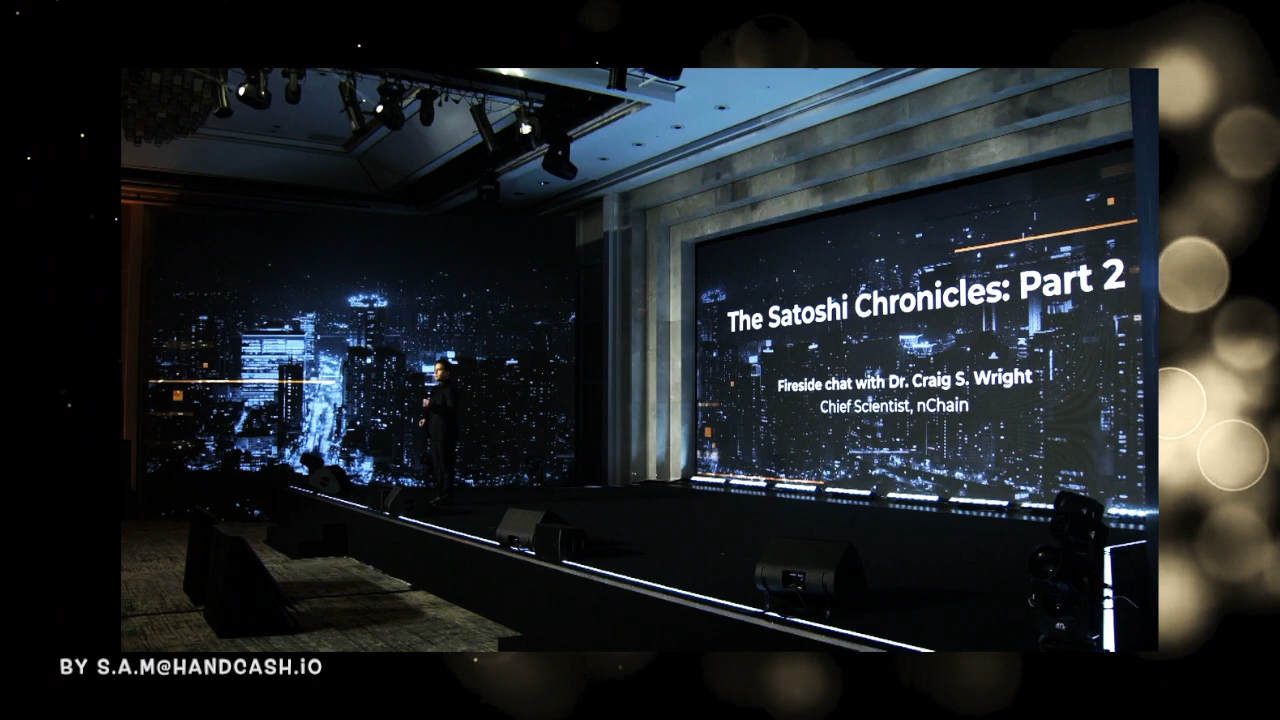 The Satoshi Chronicles: Part 2
Fireside chat with Dr. Craig S. Wright
Chief Scientist, nChain
BY S.A.M@HANDCASH.IO